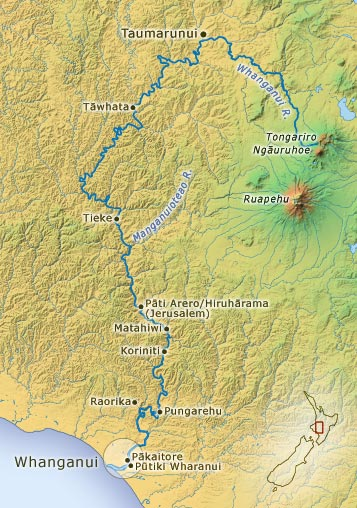 Taumarunui
Whanganui R.
Tāwhata
Tongariro
Ngāuruhoe
Manganuioteao R.
Ruapehu
Tieke
Pāti Arero/Hiruhārama
(Jerusalem)
Matahiwi
Koriniti
Raorika
Pungarehu
Pākaitore
Whanganui
Pūtiki Wharanui